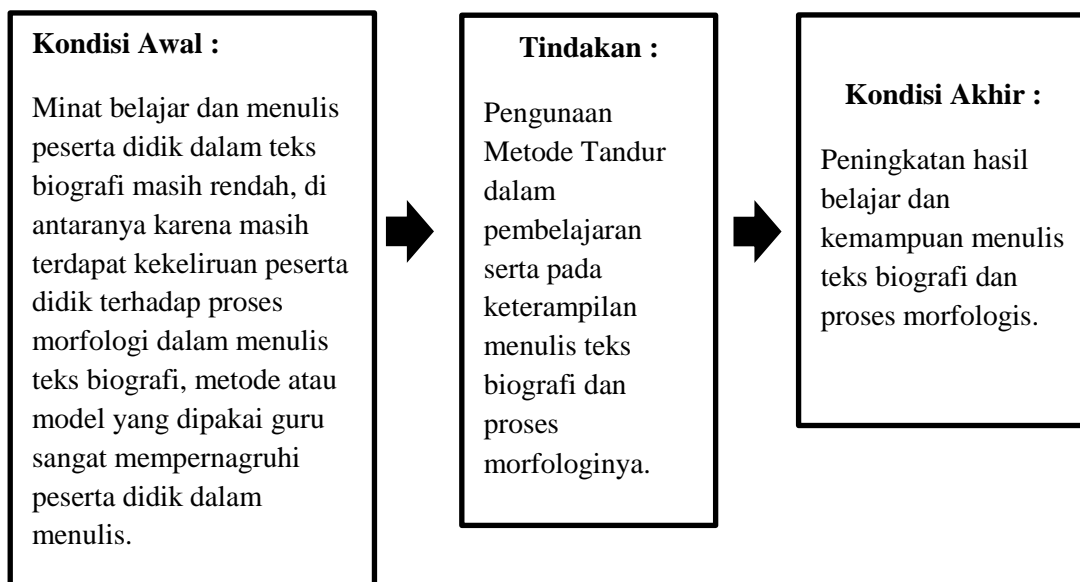 Kondisi Awal :
Minat belajar dan menulis
peserta didik dalam teks
biografi masih rendah, di
antaranya karena masih
terdapat kekeliruan peserta
didik terhadap proses
morfologi dalam menulis
teks biografi, metode atau
model yang dipakai guru
sangat mempernagruhi
peserta didik dalam
menulis.
Tindakan :
Pengunaan
Metode Tandur
dalam
pembelajaran
serta pada
keterampilan
menulis teks
biografi dan
proses
morfologinya.
Kondisi Akhir :
Peningkatan hasil
belajar dan
kemampuan menulis
teks biografi dan
proses morfologis.